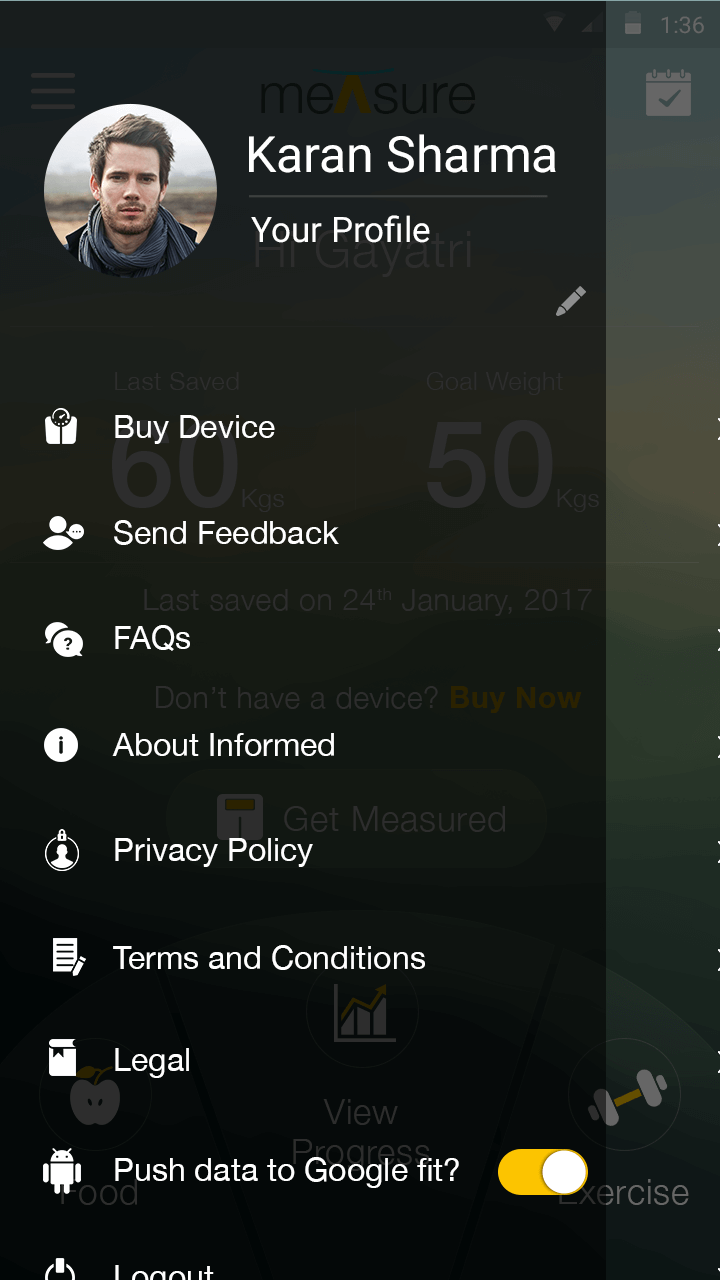 1:36
meAsure
Karan Sharma
Your Profile
Hi Gayatri
Last Saved
Goal Weight
Buy Device
60 Kgs
50 Kgs
Send Feedback
Last saved on 24th January, 2017
FAQs
Don't have a device? Buy Now
About Informed
Get Measured
Privacy Policy
Terms and Conditions
Legal
View
Progress
Push data to Google fit?
Food
Exercise
Logout